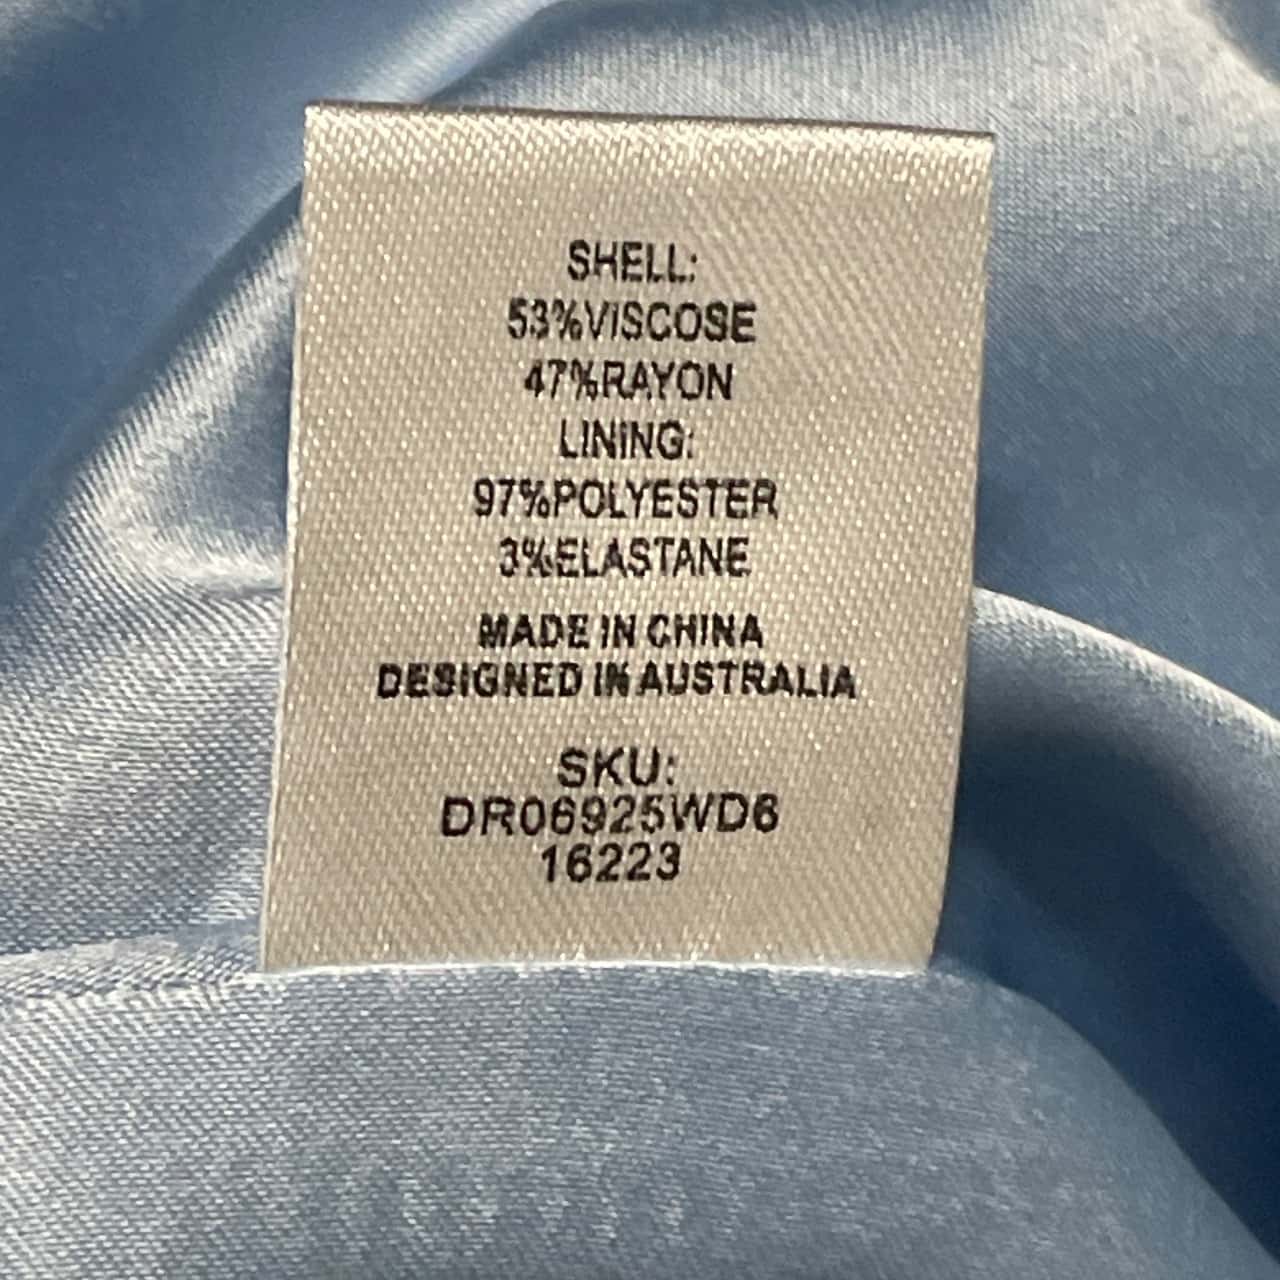 SHELL:
53%VISCOSE
47%RAYON
LINING:
97%POLYESTER
3%ELASTANE
MADE IN CHINA
DESIGNED IN AUSTRALIA
SKU:
DR06925WD6
16223